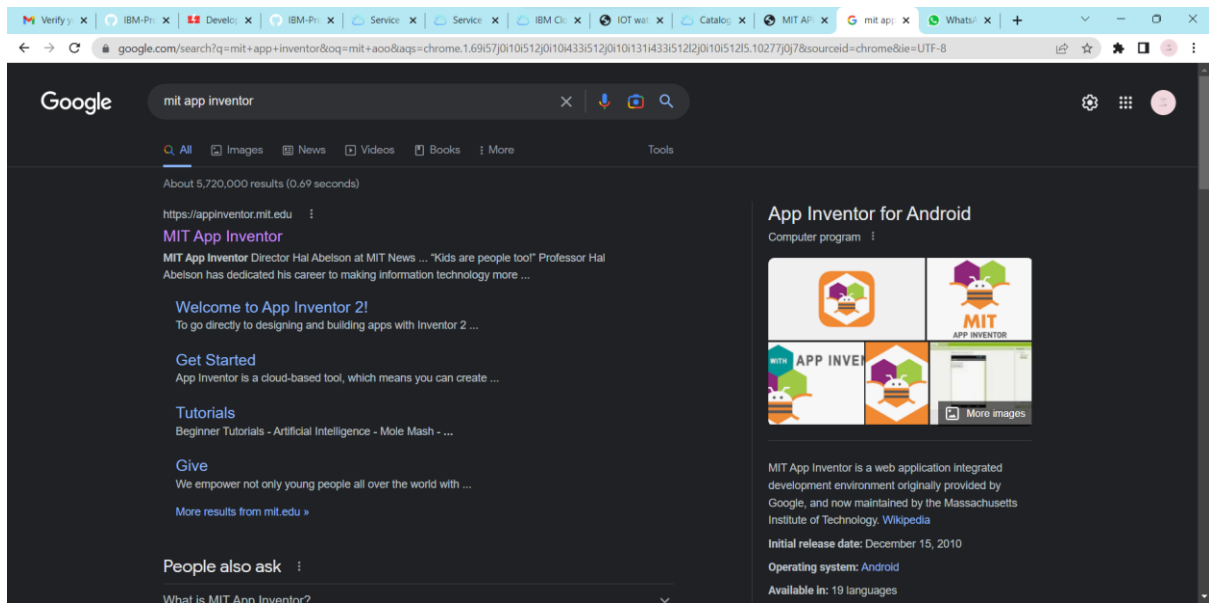 Verify yo
IBM-Pro
Develop
IBM-Pro
Service
Service
IBM Clo
IOT wat
Catalog
MIT AP
mit app
WhatsA
google.com/search?q=mit+app+inventor&oq=mit+aoo&aqs=chrome.1.69i57j0i10i512j0i10i433i512j0i10i131i433i512l2j0i10i512l5.10277j0j7&sourceid=chrome&ie=UTF-8
Google
mit app inventor
All Images News Videos Books More Tools
About 5,720,000 results (0.69 seconds)
https://appinventor.mit.edu
MIT App Inventor
MIT App Inventor Director Hal Abelson at MIT News ... “Kids are people too!” Professor Hal
Abelson has dedicated his career to making information technology more ...
Welcome to App Inventor 2!
To go directly to designing and building apps with Inventor 2 ...
Get Started
App Inventor is a cloud-based tool, which means you can create ...
Tutorials
Beginner Tutorials - Artificial Intelligence - Mole Mash - ...
Give
We empower not only young people all over the world with ...
More results from mit.edu »
People also ask
What is MIT App Inventor?
App Inventor for Android
Computer program
MIT
APP INVENTOR
WITH APP INVEN
More images
MIT App Inventor is a web application integrated
development environment originally provided by
Google, and now maintained by the Massachusetts
Institute of Technology. Wikipedia
Initial release date: December 15, 2010
Operating system: Android
Available in: 19 languages